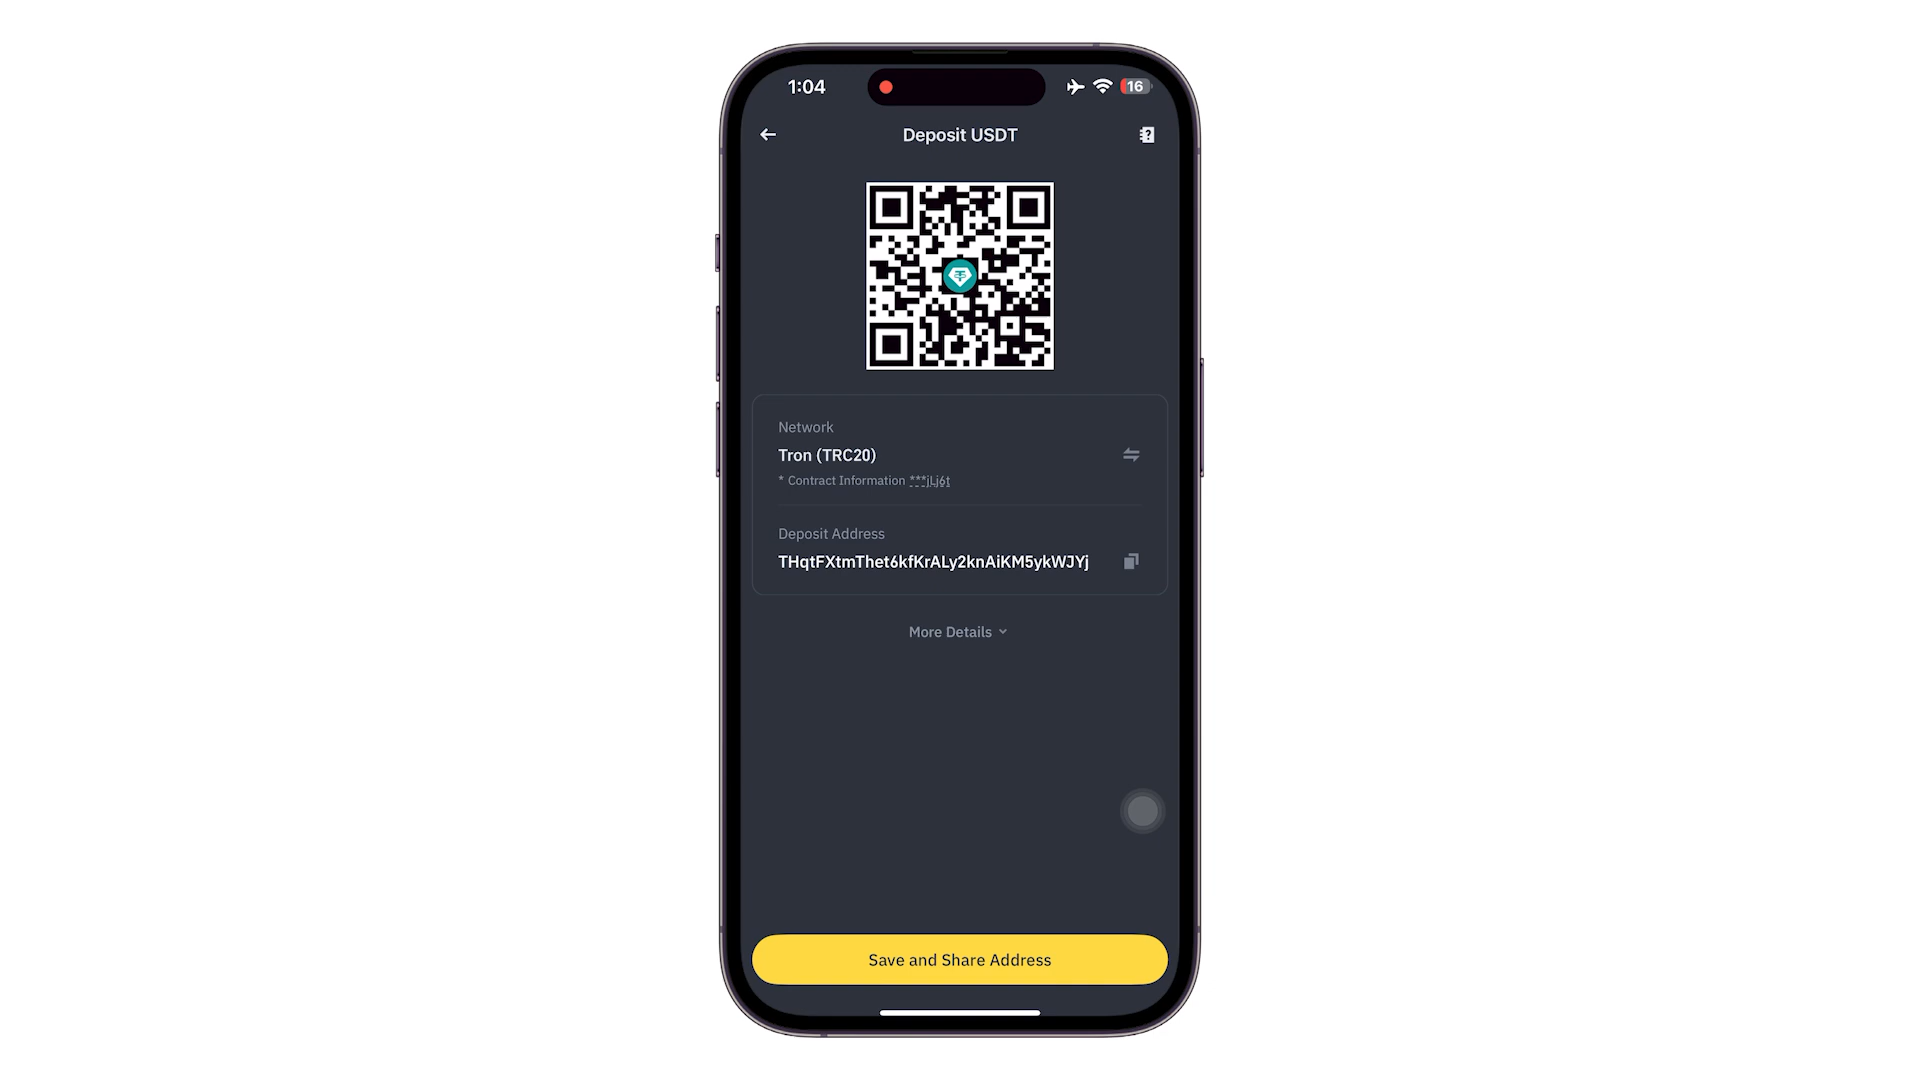 1:04
16
Deposit USDT
Network
Tron (TRC20)
* Contract Information ***jLj6t
Deposit Address
THqtFXtmThet6kfKrALy2knAiKM5ykWJYj
More Details
Save and Share Address